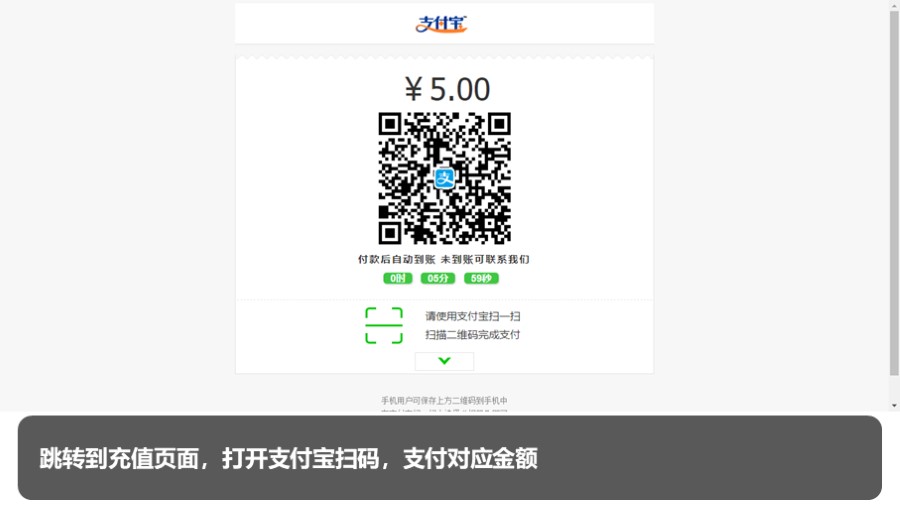 支付宝
¥ 5.00
支
付款后自动到账 未到账可联系我们
0时 05分 59秒
请使用支付宝扫一扫
扫描二维码完成支付
手机用户可保存上方二维码到手机中
跳转到充值页面，打开支付宝扫码，支付对应金额